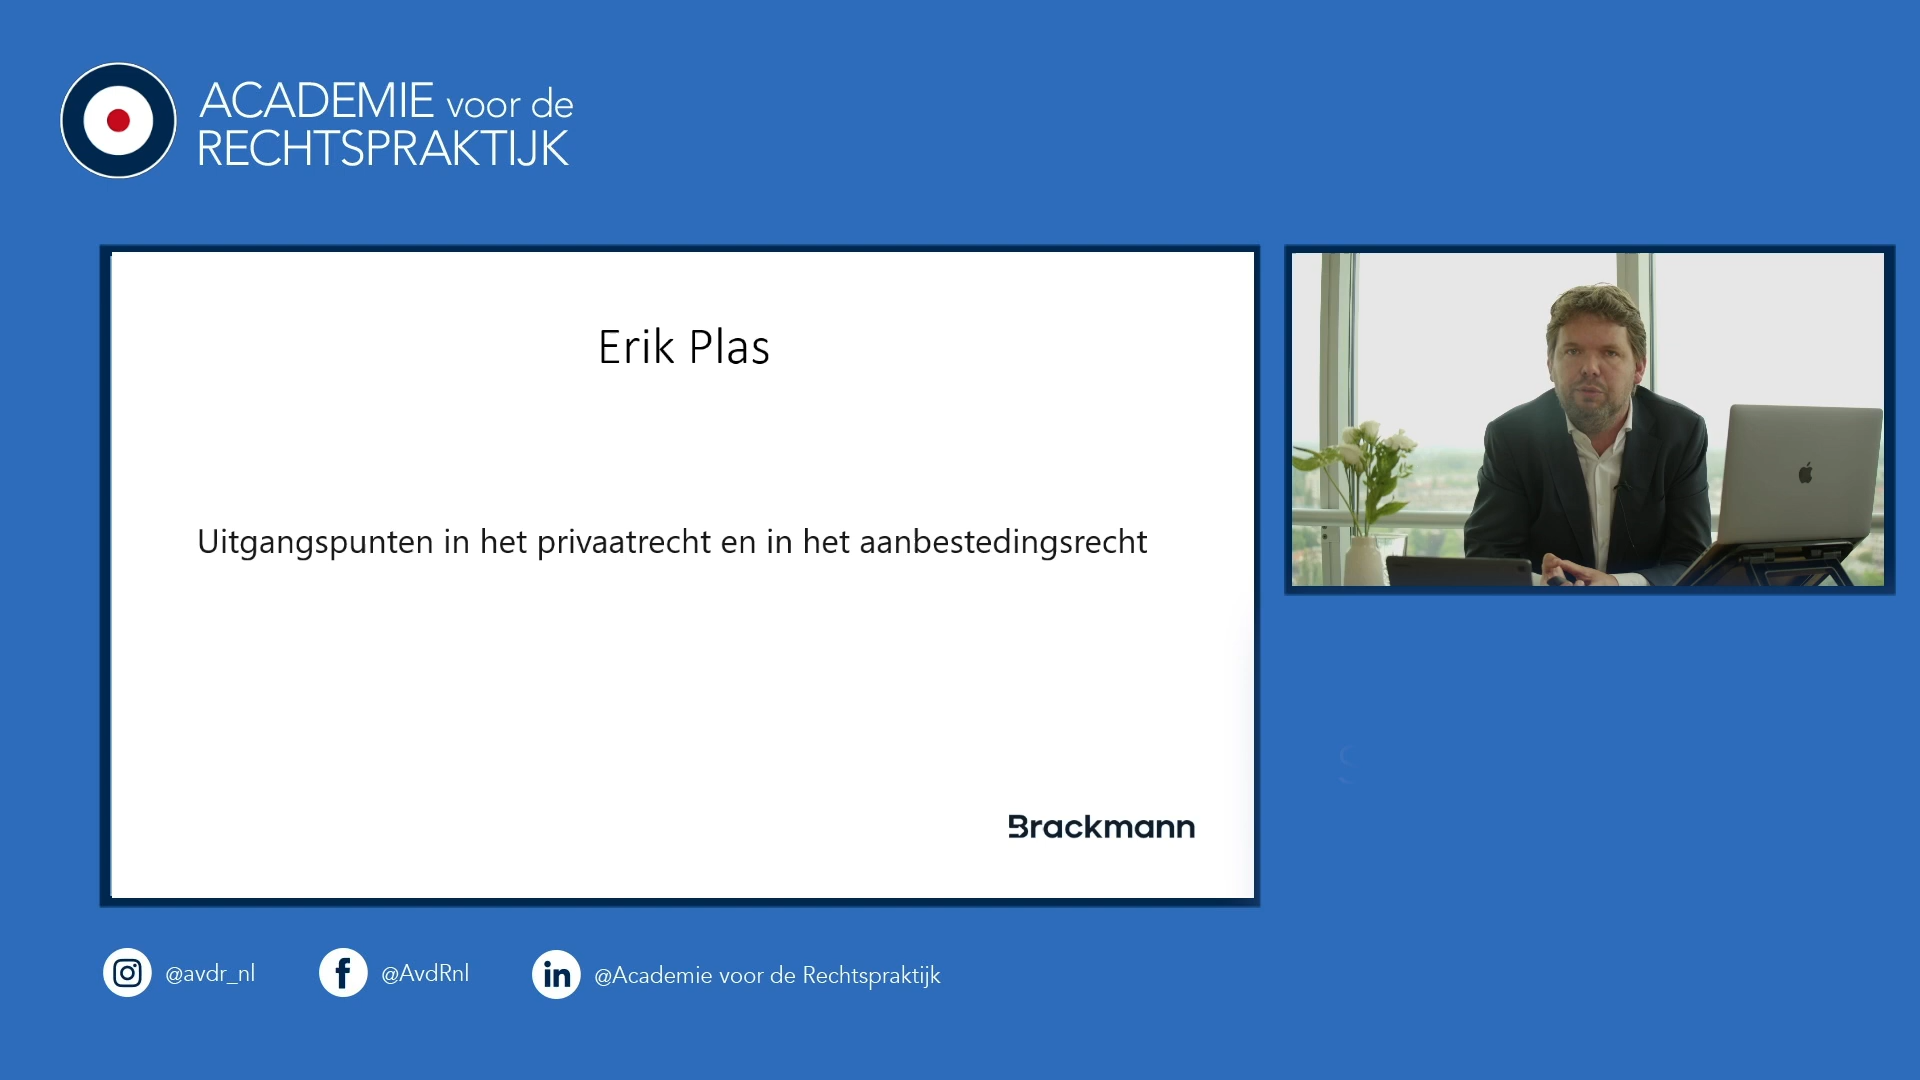 ACADEMIE voor de
RECHTSPRAKTIJK
Erik Plas
Uitgangspunten in het privaatrecht en in het aanbestedingsrecht
Brackmann
@avdr_nl
@AvdRnl
in
@Academie voor de Rechtspraktijk